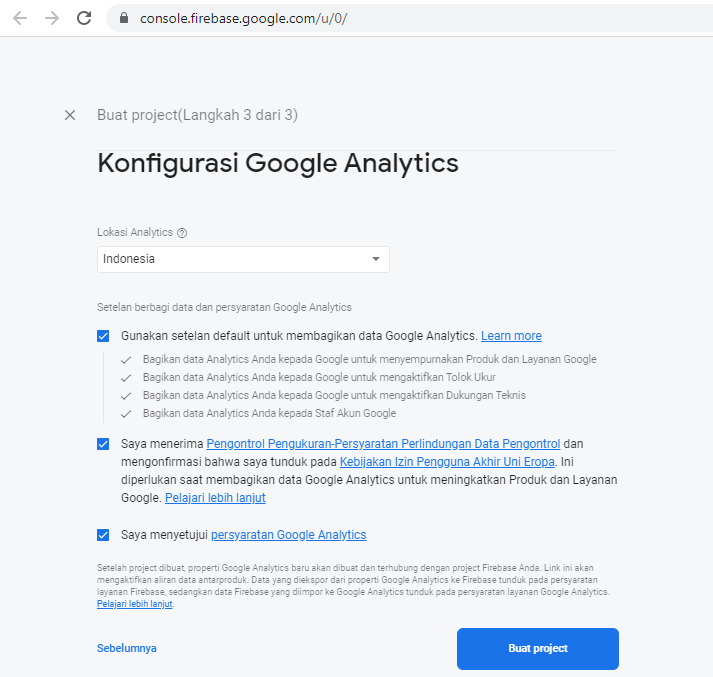 console.firebase.google.com/u/0/
Buat project(Langkah 3 dari 3)
Konfigurasi Google Analytics
Lokasi Analytics
Indonesia
Setelan berbagi data dan persyaratan Google Analytics
Gunakan setelan default untuk membagikan data Google Analytics. Learn more
Bagikan data Analytics Anda kepada Google untuk menyempurnakan Produk dan Layanan Google
Bagikan data Analytics Anda kepada Google untuk mengaktifkan Tolok Ukur
Bagikan data Analytics Anda kepada Google untuk mengaktifkan Dukungan Teknis
Bagikan data Analytics Anda kepada Staf Akun Google
Saya menerima Pengontrol Pengukuran-Persyaratan Perlindungan Data Pengontrol dan
mengonfirmasi bahwa saya tunduk pada Kebijakan Izin Pengguna Akhir Uni Eropa. Ini
diperlukan saat membagikan data Google Analytics untuk meningkatkan Produk dan Layanan
Google. Pelajari lebih lanjut
Saya menyetujui persyaratan Google Analytics
Setelah project dibuat, properti Google Analytics baru akan dibuat dan terhubung dengan project Firebase Anda. Link ini akan
mengaktifkan aliran data antarproduk. Data yang diekspor dari properti Google Analytics ke Firebase tunduk pada persyaratan
layanan Firebase, sedangkan data Firebase yang diimpor ke Google Analytics tunduk pada persyaratan layanan Google Analytics.
Pelajari lebih lanjut.
Sebelumnya
Buat project